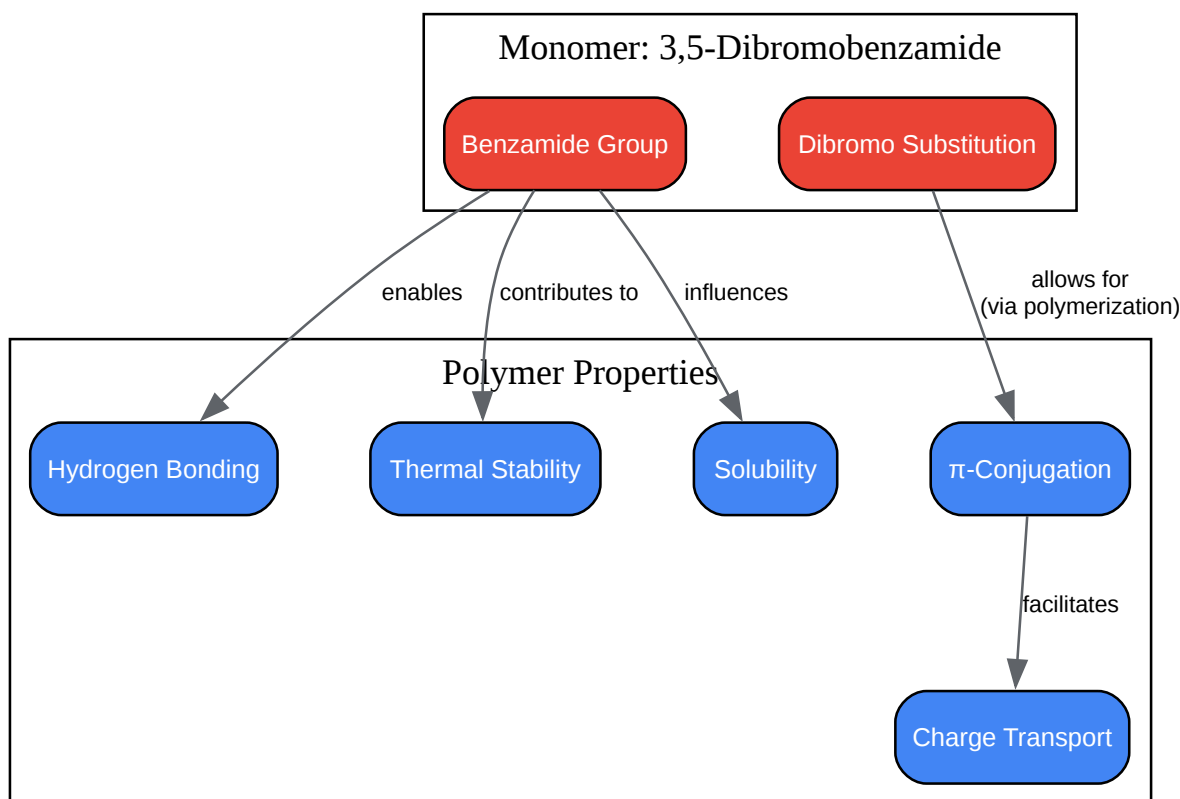 Monomer: 3,5-Dibromobenzamide
Benzamide Group
Dibromo Substitution
enables
contributes to
influences
allows for
(via polymerization)
Polymer Properties
Hydrogen Bonding
Thermal Stability
Solubility
π-Conjugation
facilitates
Charge Transport